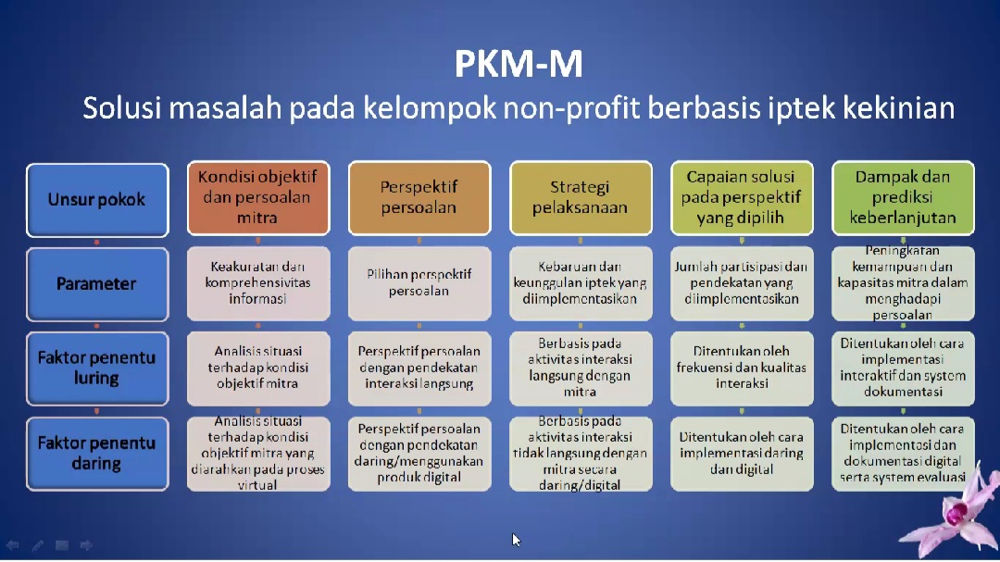 PKM-M
Solusi masalah pada kelompok non-profit berbasis iptek kekinian
Unsur pokok
Kondisi objektif
dan persoalan
mitra
Perspektif
persoalan
Strategi
pelaksanaan
Capaian solusi
pada perspektif
yang dipilih
Dampak dan
prediksi
keberlanjutan
Parameter
Keakuratan dan
komprehensivitas
informasi
Pilihan perspektif
persoalan
Kebaruan dan
keunggulan iptek yang
diimplementasikan
Jumlah partisipasi dan
pendekatan yang
diimplementasikan
Peningkatan
kemampuan dan
kapasitas mitra dalam
menghadapi
persoalan
Faktor penentu
luring
Analisis situasi
terhadap kondisi
objektif mitra
Perspektif persoalan
dengan pendekatan
interaksi langsung
Berbasis pada
aktivitas interaksi
langsung dengan
mitra
Ditentukan oleh
frekuensi dan kualitas
interaksi
Ditentukan oleh cara
implementasi
interaktif dan system
dokumentasi
Faktor penentu
daring
Analisis situasi
terhadap kondisi
objektif mitra yang
diarahkan pada proses
virtual
Perspektif persoalan
dengan pendekatan
daring/menggunakan
produk digital
Berbasis pada
aktivitas interaksi
tidak langsung dengan
mitra secara
daring/digital
Ditentukan oleh cara
implementasi daring
dan digital
Ditentukan oleh cara
implementasi dan
dokumentasi digital
serta system evaluasi